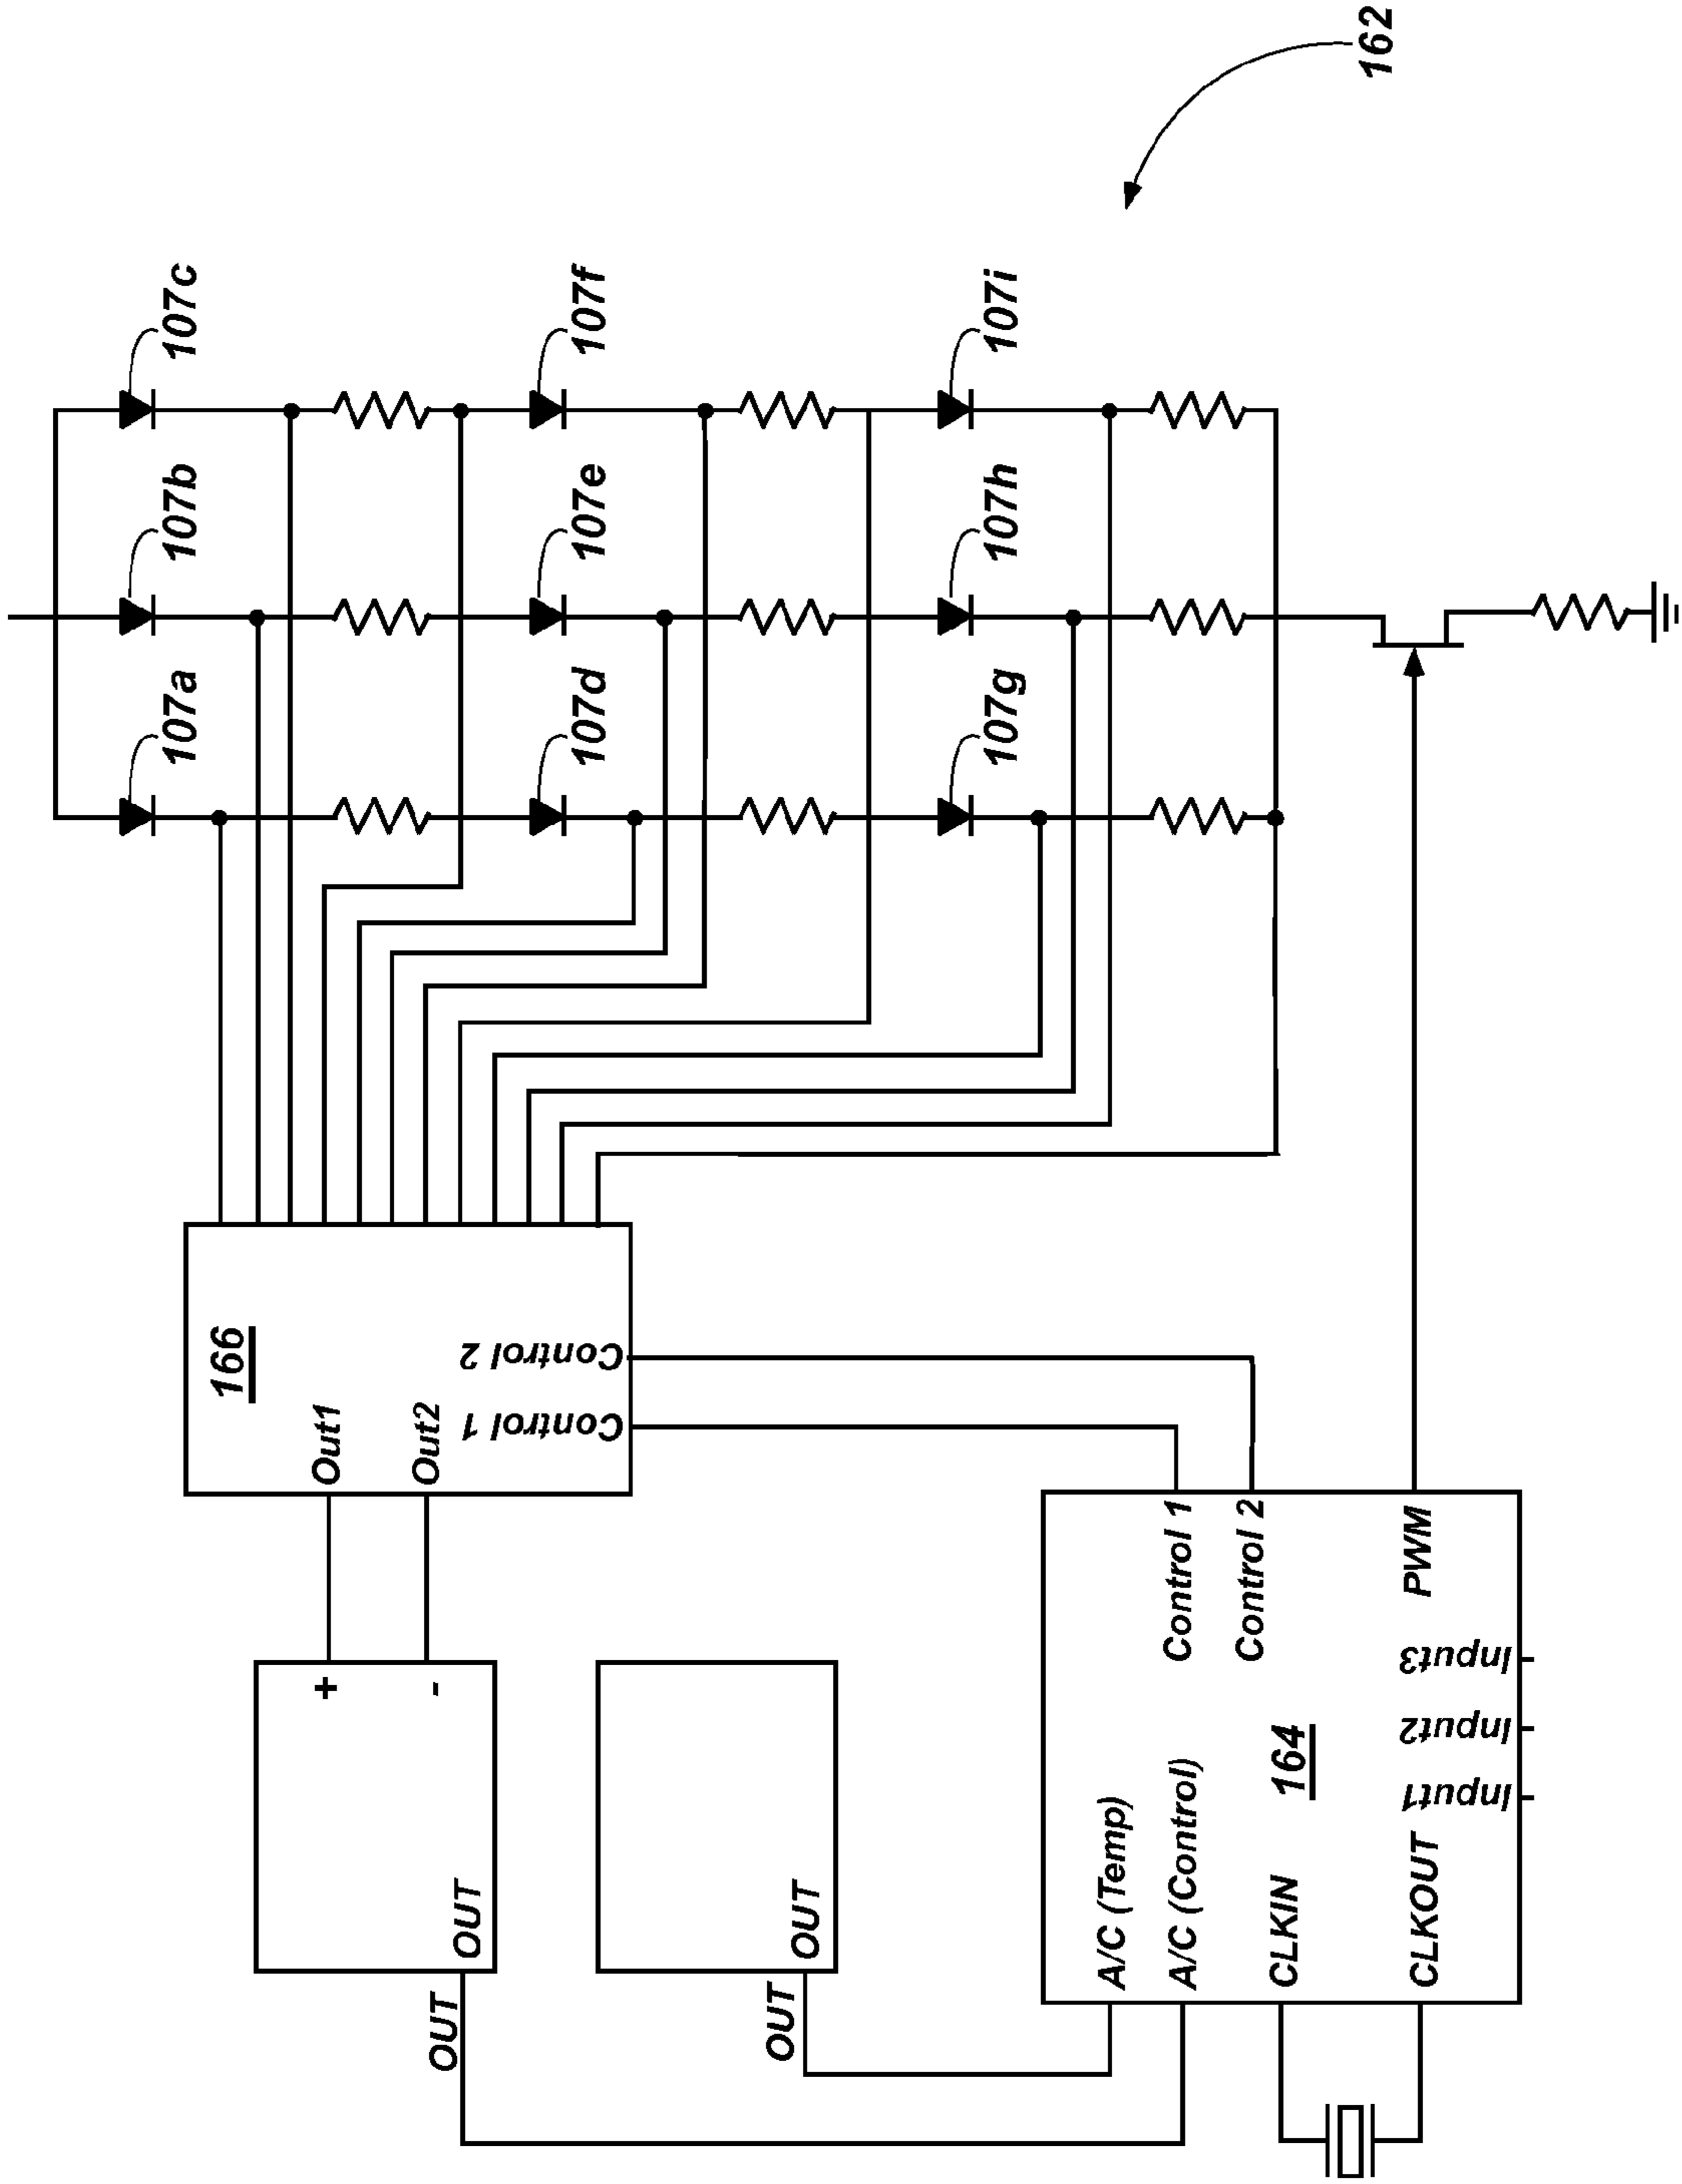 162
107c
107f
107i
107b
107e
107h
107a
107d
107g
166
Out1
Out2
Control 1
Control 2
+
-
OUT
OUT
OUT
OUT
A/C (Temp)
A/C (Control)
CLKIN
CLKOUT
164
Control 1
Control 2
PWM
Input1
Input2
Input3